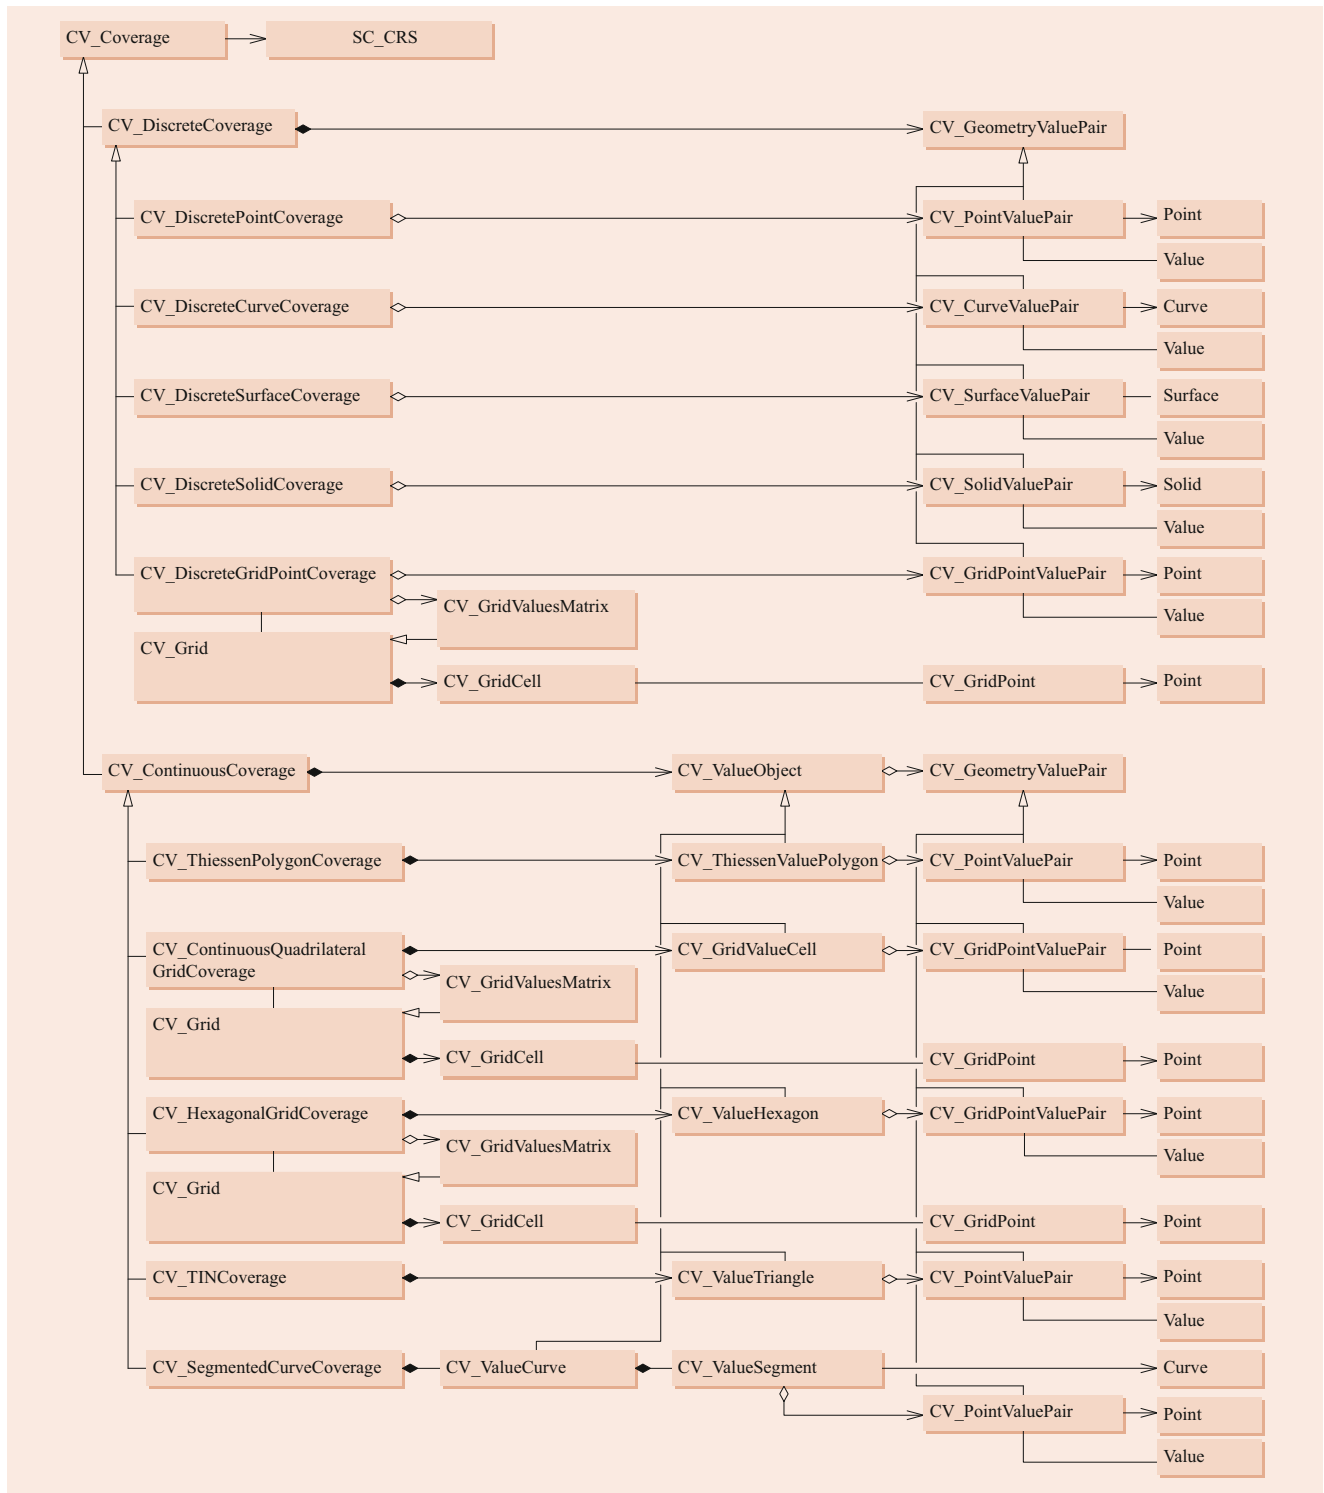 CV_Coverage
SC_CRS
CV_DiscreteCoverage
CV_GeometryValuePair
CV_DiscretePointCoverage
CV_PointValuePair
Point
Value
CV_DiscreteCurveCoverage
CV_CurveValuePair
Curve
Value
CV_DiscreteSurfaceCoverage
CV_SurfaceValuePair
Surface
Value
CV_DiscreteSolidCoverage
CV_SolidValuePair
Solid
Value
CV_DiscreteGridPointCoverage
CV_GridPointValuePair
Point
CV_GridValuesMatrix
Value
CV_Grid
CV_GridCell
CV_GridPoint
Point
CV_ContinuousCoverage
CV_ValueObject
CV_GeometryValuePair
CV_ThiessenPolygonCoverage
CV_ThiessenValuePolygon
CV_PointValuePair
Point
Value
CV_ContinuousQuadrilateral
GridCoverage
CV_GridValueCell
CV_GridPointValuePair
Point
CV_GridValuesMatrix
Value
CV_Grid
CV_GridCell
CV_GridPoint
Point
CV_HexagonalGridCoverage
CV_ValueHexagon
CV_GridPointValuePair
Point
CV_GridValuesMatrix
Value
CV_Grid
CV_GridCell
CV_GridPoint
Point
CV_TINCoverage
CV_ValueTriangle
CV_PointValuePair
Point
Value
CV_SegmentedCurveCoverage
CV_ValueCurve
CV_ValueSegment
Curve
CV_PointValuePair
Point
Value